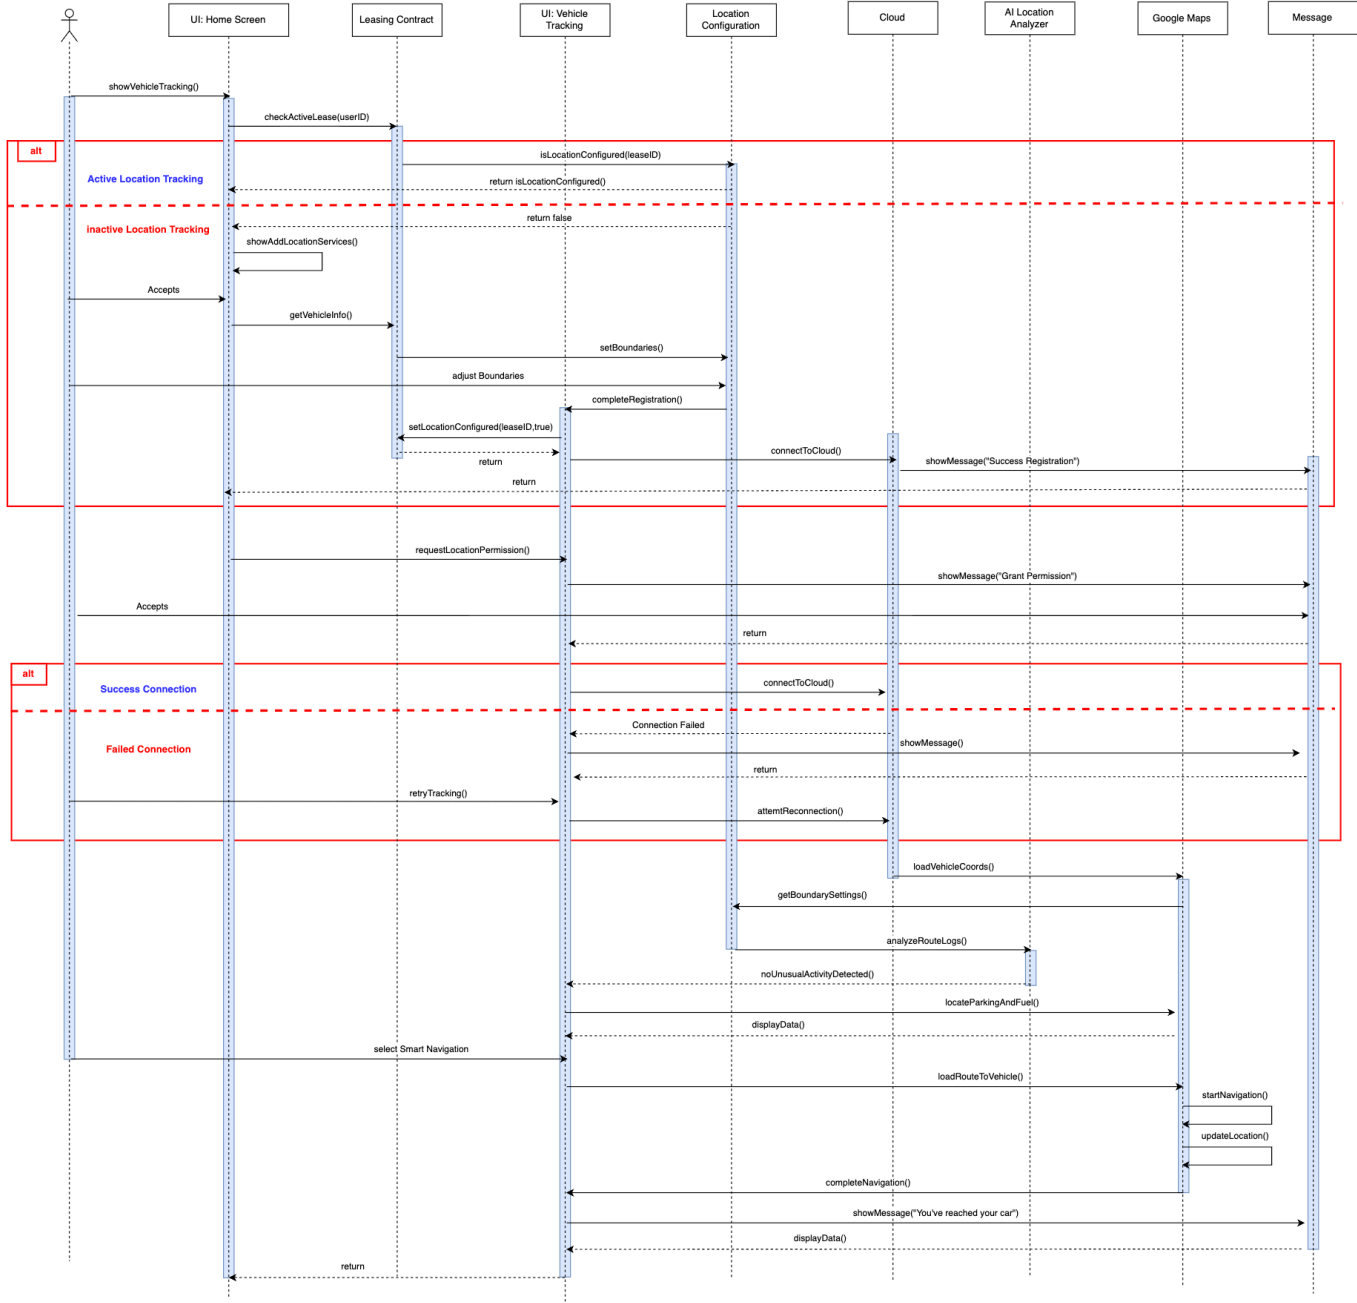 UI: Home Screen
Leasing Contract
UI: Vehicle
Tracking
Location
Configuration
Cloud
AI Location
Analyzer
Google Maps
Message
showVehicleTracking()
checkActiveLease(userID)
alt
isLocationConfigured(leaseID)
Active Location Tracking
return isLocationConfigured()
return false
inactive Location Tracking
showAddLocationServices()
Accepts
getVehicleInfo()
setBoundaries()
adjust Boundaries
completeRegistration()
setLocationConfigured(leaseID,true)
connectToCloud()
return
showMessage("Success Registration")
return
requestLocationPermission()
showMessage("Grant Permission")
Accepts
return
alt
Success Connection
connectToCloud()
Connection Failed
Failed Connection
showMessage()
return
retryTracking()
attemtReconnection()
loadVehicleCoords()
getBoundarySettings()
analyzeRouteLogs()
noUnusualActivityDetected()
locateParkingAndFuel()
displayData()
select Smart Navigation
loadRouteToVehicle()
startNavigation()
updateLocation()
completeNavigation()
showMessage("You've reached your car")
displayData()
return